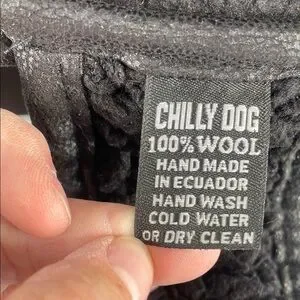 CHILLY DOG
100% WOOL
HAND MADE
IN ECUADOR
HAND WASH
COLD WATER
OR DRY CLEAN